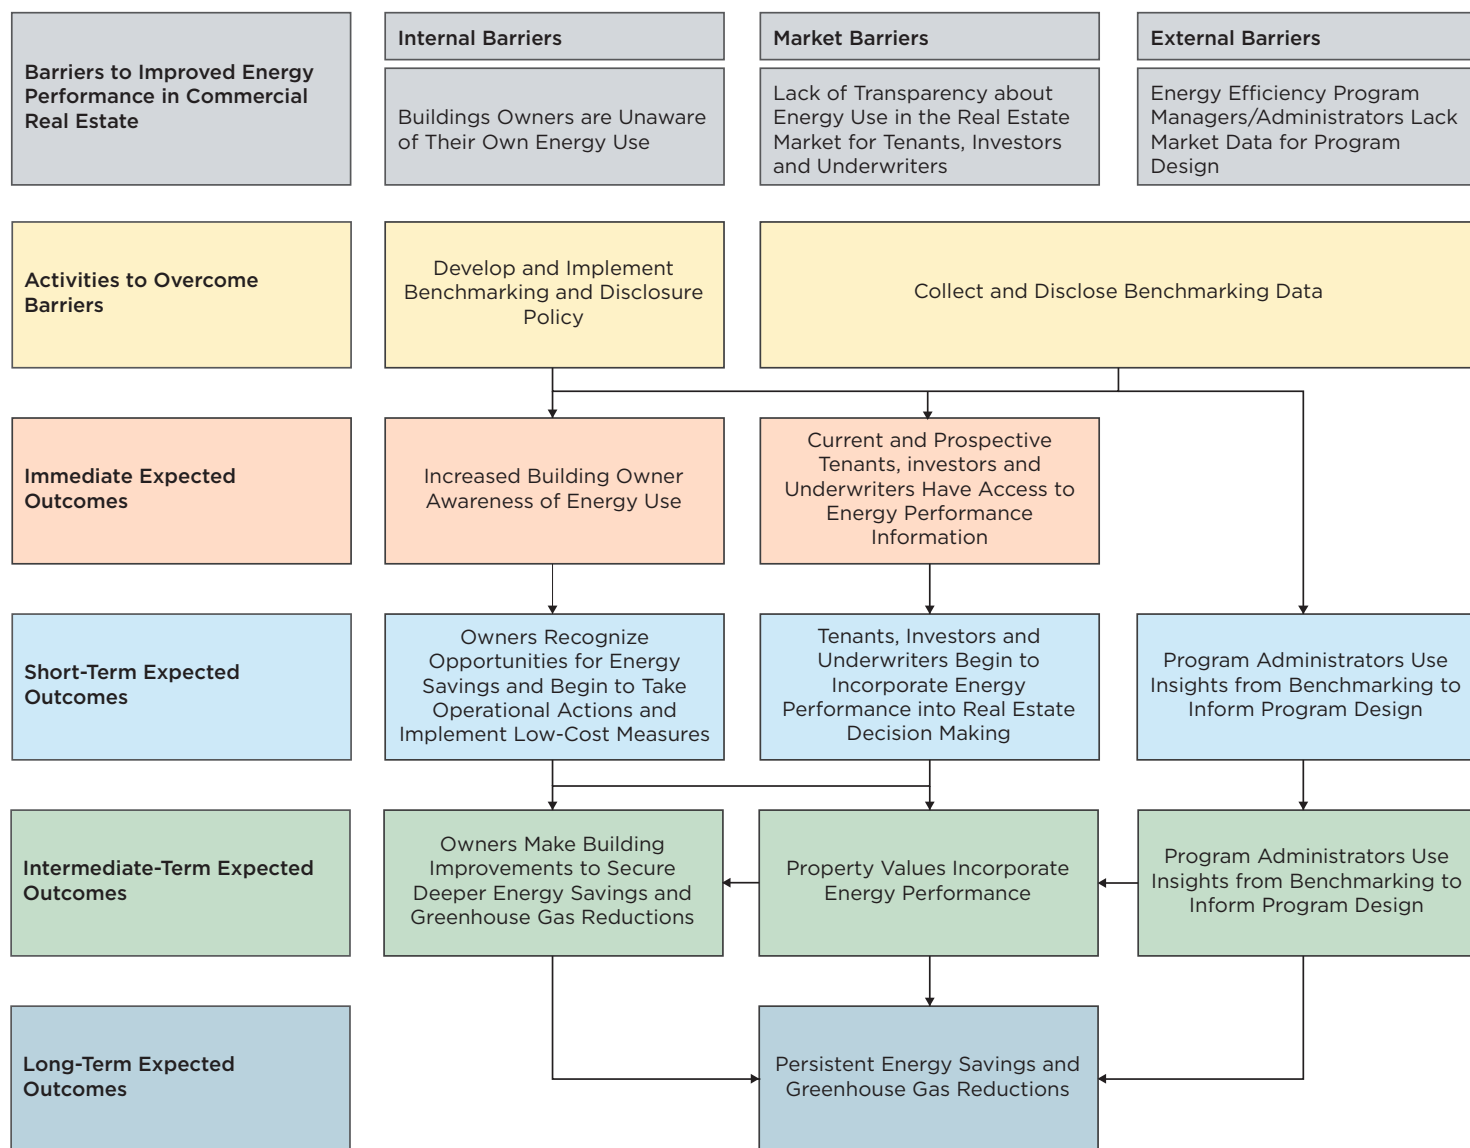 Barriers to Improved Energy
Performance in Commercial
Real Estate
Internal Barriers
Buildings Owners are Unaware
of Their Own Energy Use
Market Barriers
Lack of Transparency about
Energy Use in the Real Estate
Market for Tenants, Investors
and Underwriters
External Barriers
Energy Efficiency Program
Managers/Administrators Lack
Market Data for Program
Design
Activities to Overcome
Barriers
Develop and Implement
Benchmarking and Disclosure
Policy
Collect and Disclose Benchmarking Data
Immediate Expected
Outcomes
Increased Building Owner
Awareness of Energy Use
Current and Prospective
Tenants, investors and
Underwriters Have Access to
Energy Performance
Information
Short-Term Expected
Outcomes
Owners Recognize
Opportunities for Energy
Savings and Begin to Take
Operational Actions and
Implement Low-Cost Measures
Tenants, Investors and
Underwriters Begin to
Incorporate Energy
Performance into Real Estate
Decision Making
Program Administrators Use
Insights from Benchmarking to
Inform Program Design
Intermediate-Term Expected
Outcomes
Owners Make Building
Improvements to Secure
Deeper Energy Savings and
Greenhouse Gas Reductions
Property Values Incorporate
Energy Performance
Program Administrators Use
Insights from Benchmarking to
Inform Program Design
Long-Term Expected
Outcomes
Persistent Energy Savings and
Greenhouse Gas Reductions